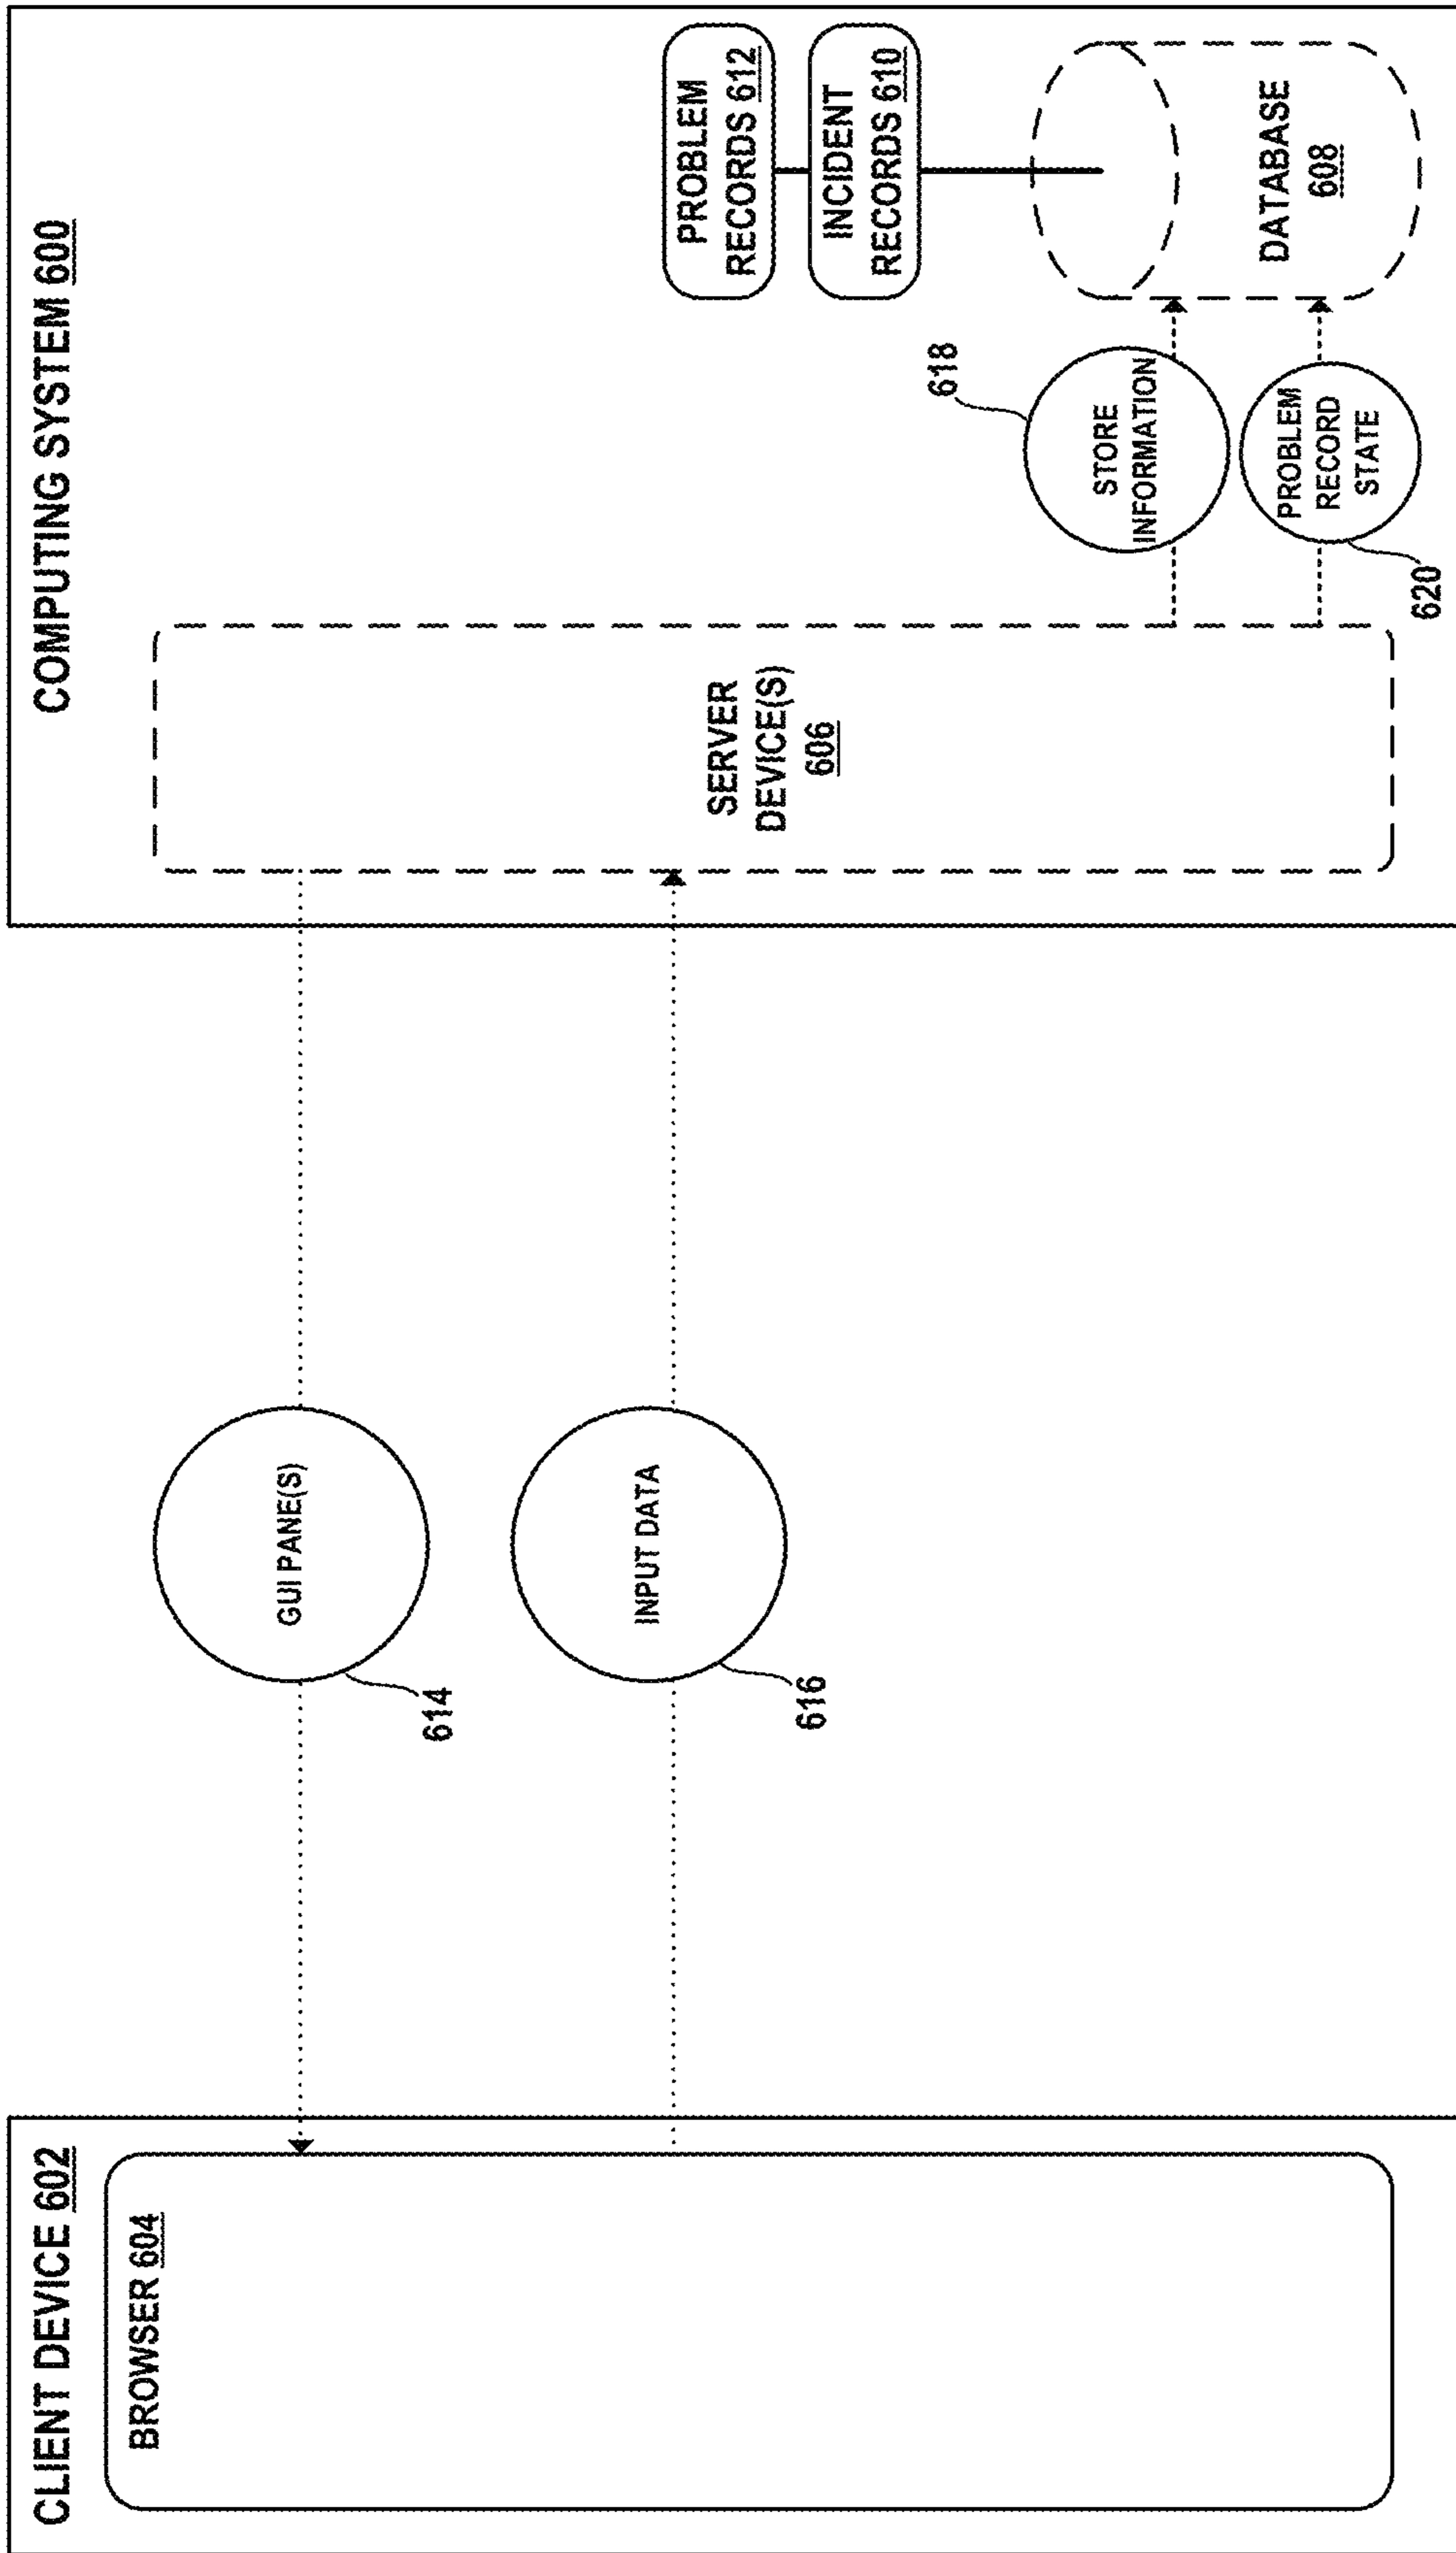 CLIENT DEVICE 602
BROWSER 604
GUI PANE(S)
614
INPUT DATA
616
COMPUTING SYSTEM 600
SERVER
DEVICE(S)
606
PROBLEM
RECORDS 612
INCIDENT
RECORDS 610
618
STORE
INFORMATION
PROBLEM
RECORD
STATE
620
DATABASE
608